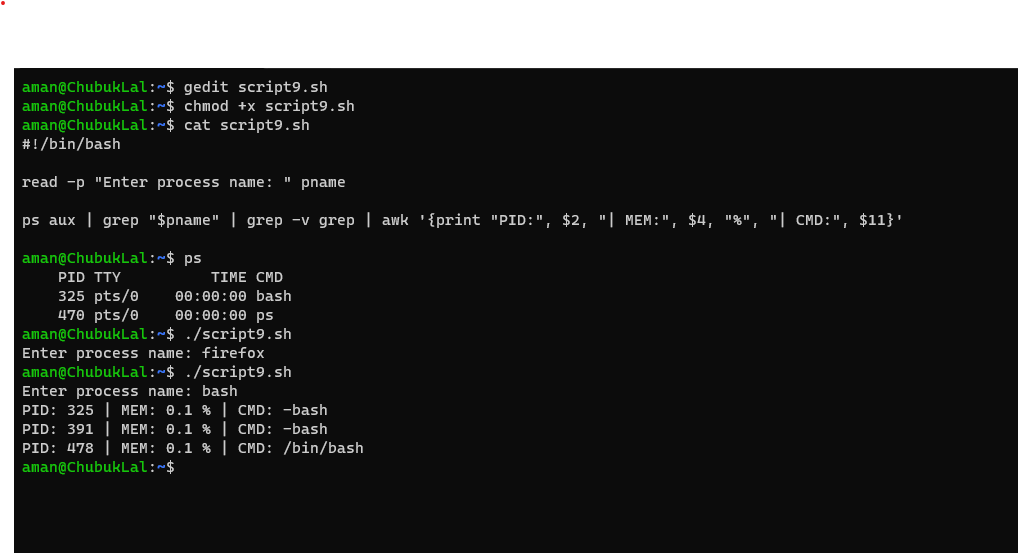 aman@ChubukLal:~$ gedit script9.sh
aman@ChubukLal:~$ chmod +x script9.sh
aman@ChubukLal:~$ cat script9.sh
#!/bin/bash
read -p "Enter process name: " pname
ps aux | grep "$pname" | grep -v grep | awk '{print "PID:", $2, "| MEM:", $4, "%", "| CMD:", $11}'
aman@ChubukLal:~$ ps
    PID TTY          TIME CMD
    325 pts/0    00:00:00 bash
    470 pts/0    00:00:00 ps
aman@ChubukLal:~$ ./script9.sh
Enter process name: firefox
aman@ChubukLal:~$ ./script9.sh
Enter process name: bash
PID: 325 | MEM: 0.1 % | CMD: -bash
PID: 391 | MEM: 0.1 % | CMD: -bash
PID: 478 | MEM: 0.1 % | CMD: /bin/bash
aman@ChubukLal:~$